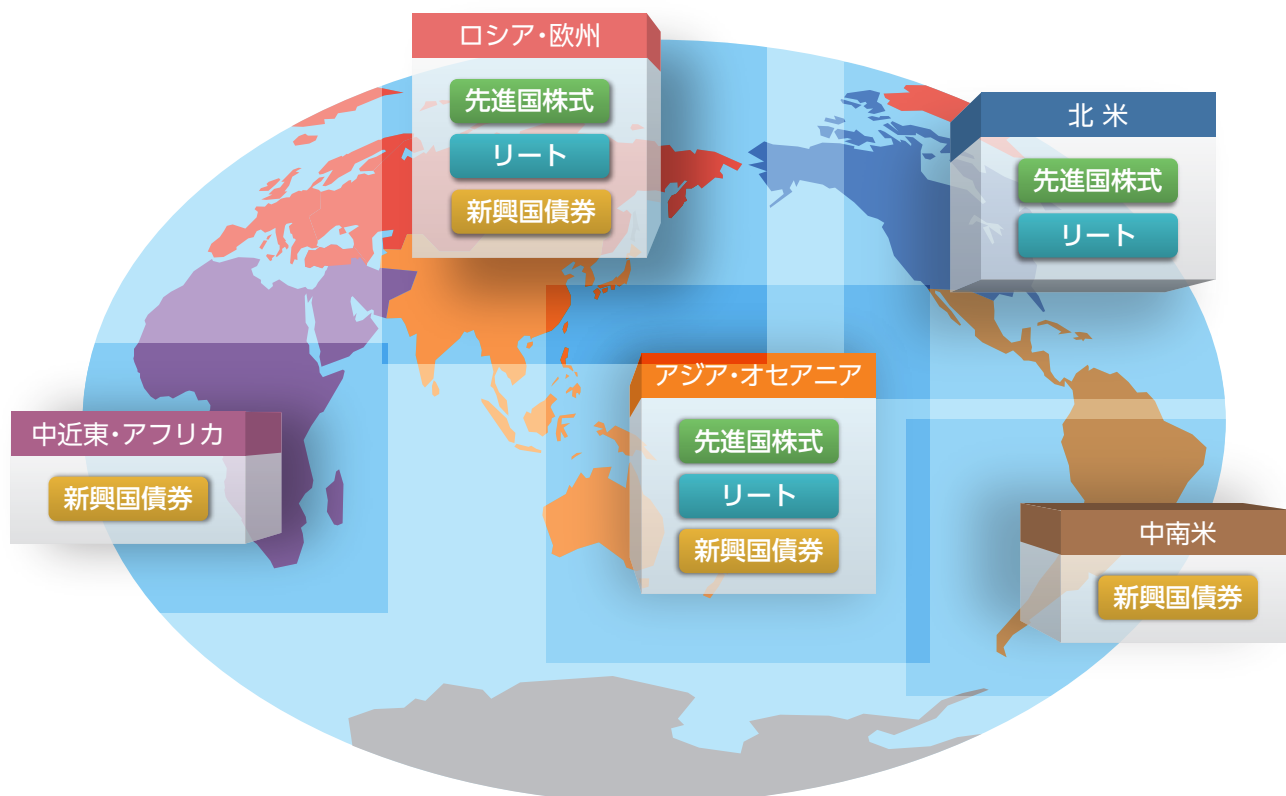 ロシア・欧州
先進国株式
リート
新興国債券
北 米
先進国株式
リート
アジア・オセアニア
先進国株式
リート
新興国債券
中近東・アフリカ
新興国債券
中南米
新興国債券